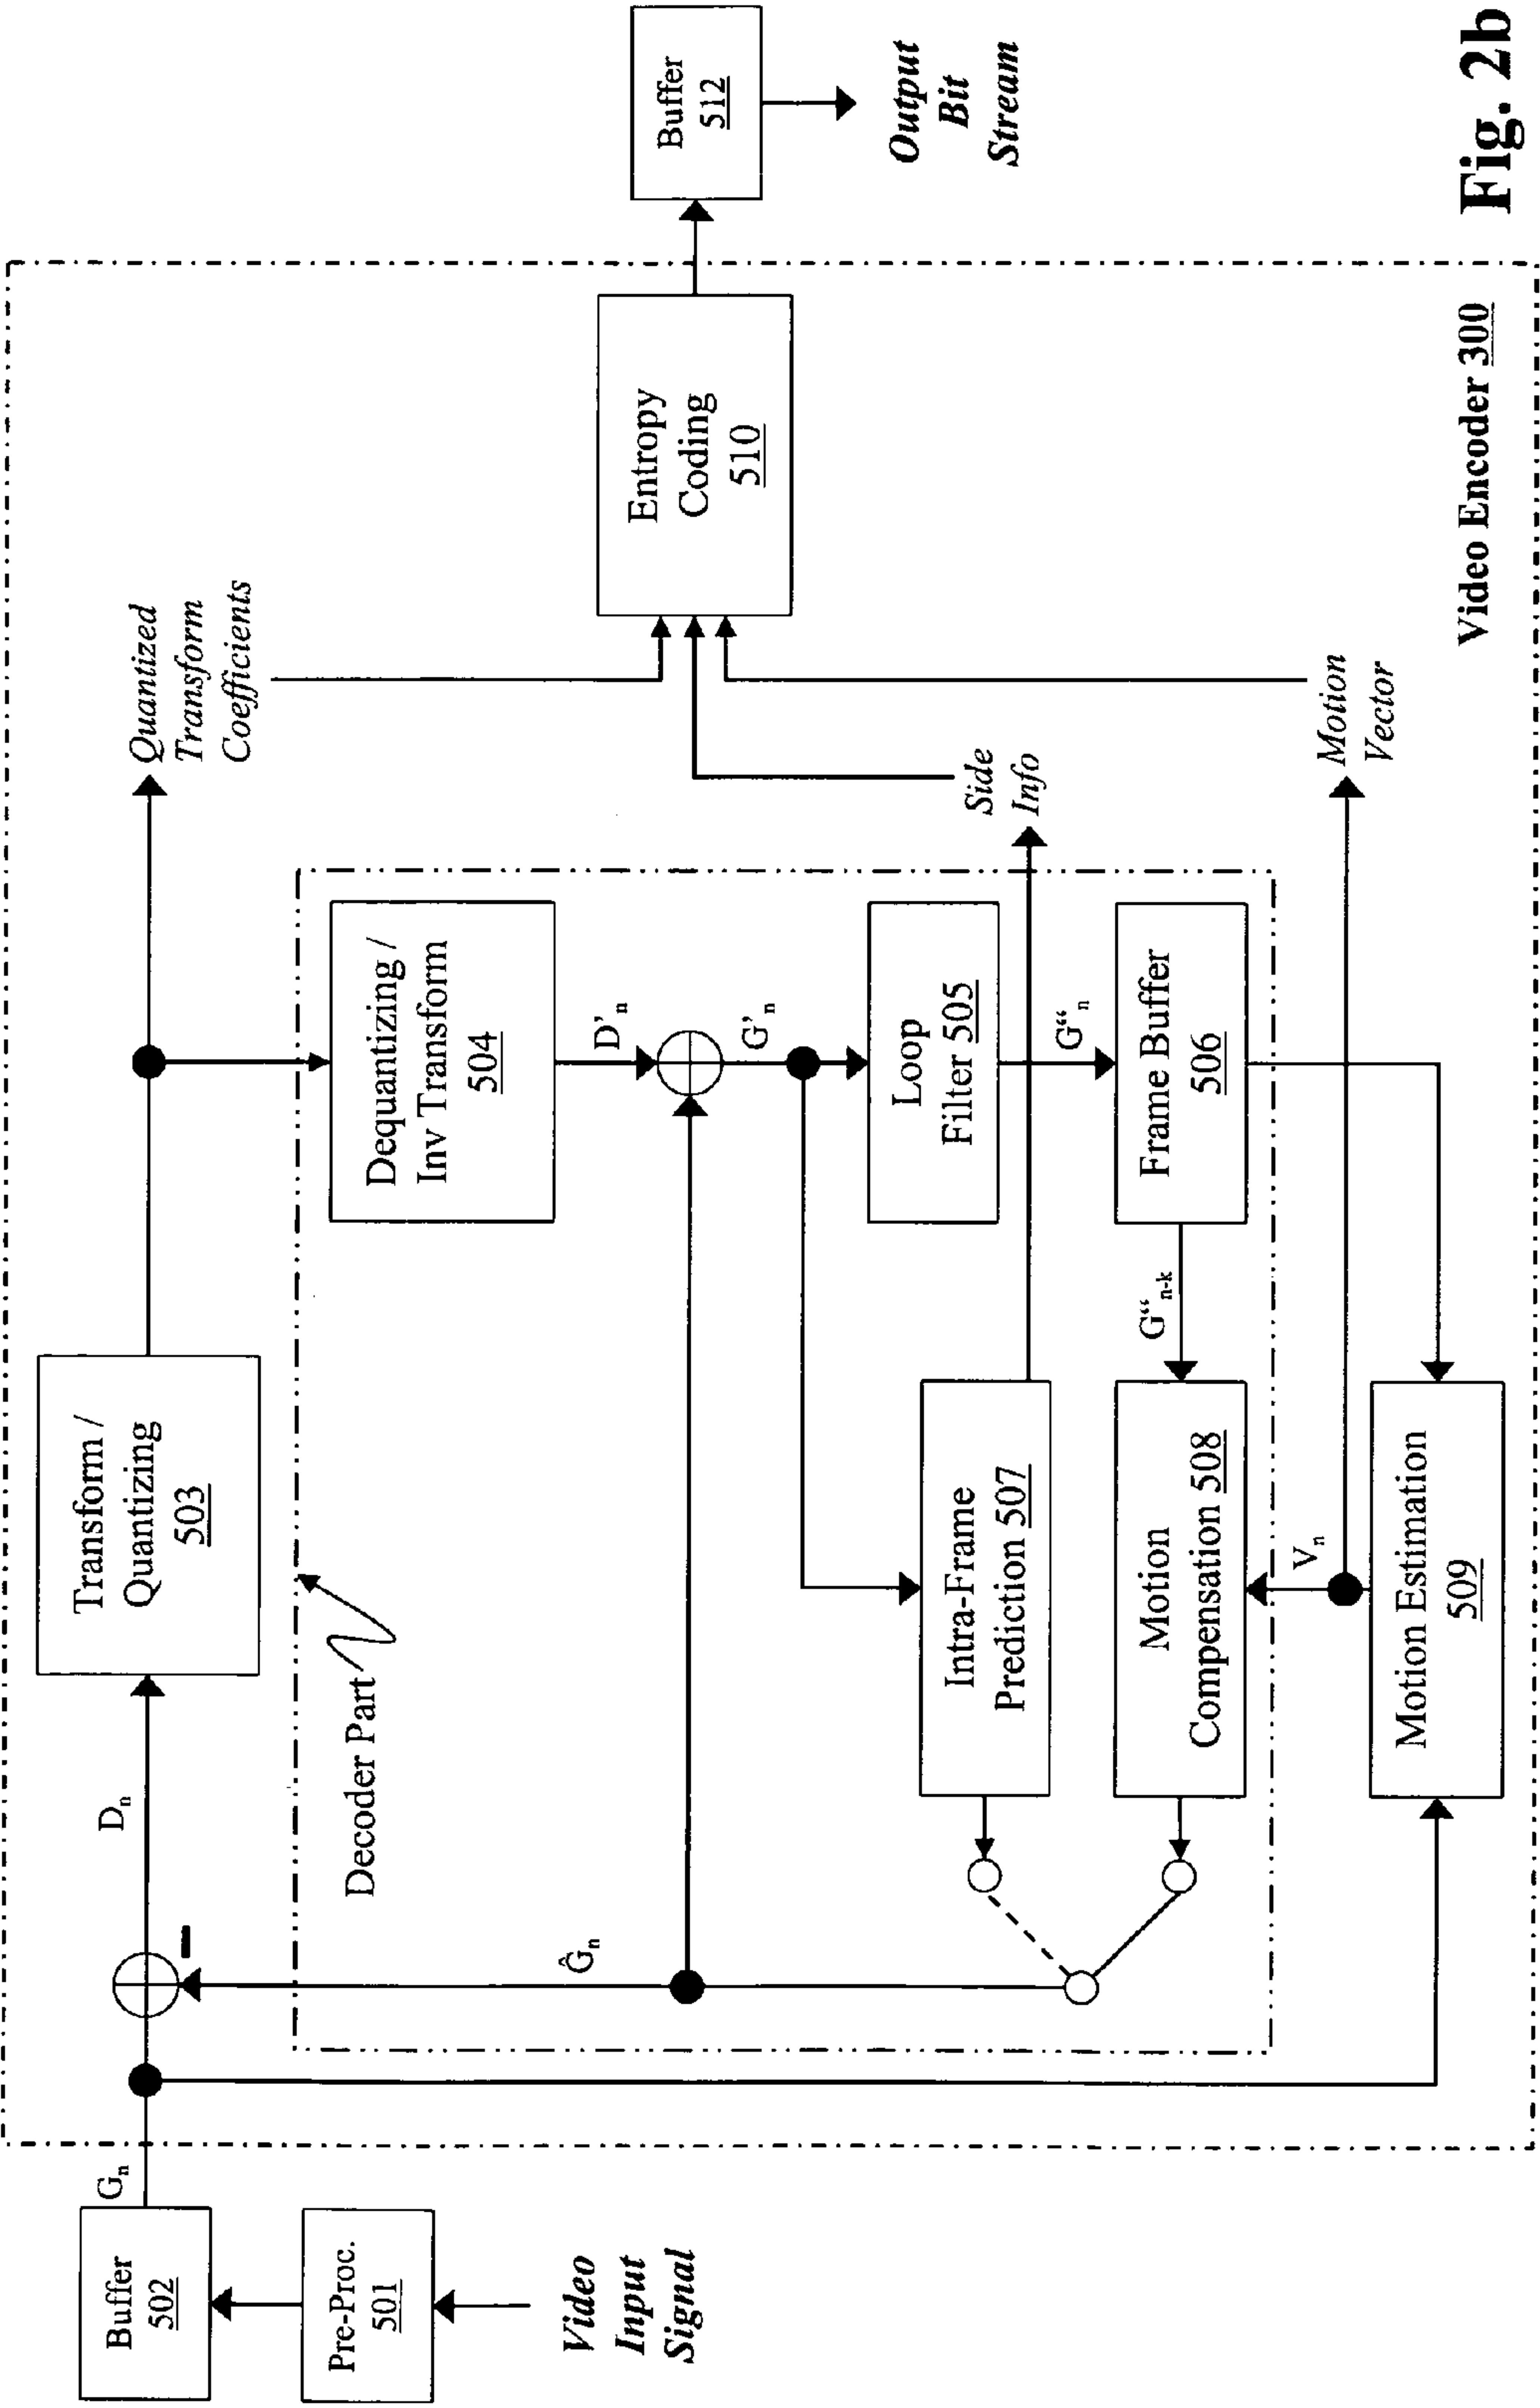 Buffer
502
Pre-Proc.
501
Video
Input
Signal
Gₙ
Dₙ
Transform /
Quantizing
503
Quantized
Transform
Coefficients
Decoder Part
Dequantizing /
Inv Transform
504
D'ₙ
G'ₙ
Ĝₙ
Loop
Filter 505
G“ₙ
Frame Buffer
506
G“ₙ₋ₖ
Intra-Frame
Prediction 507
Motion
Compensation 508
Vₙ
Motion Estimation
509
Side
Info
Motion
Vector
Entropy
Coding
510
Buffer
512
Output
Bit
Stream
Video Encoder 300
Fig. 2b